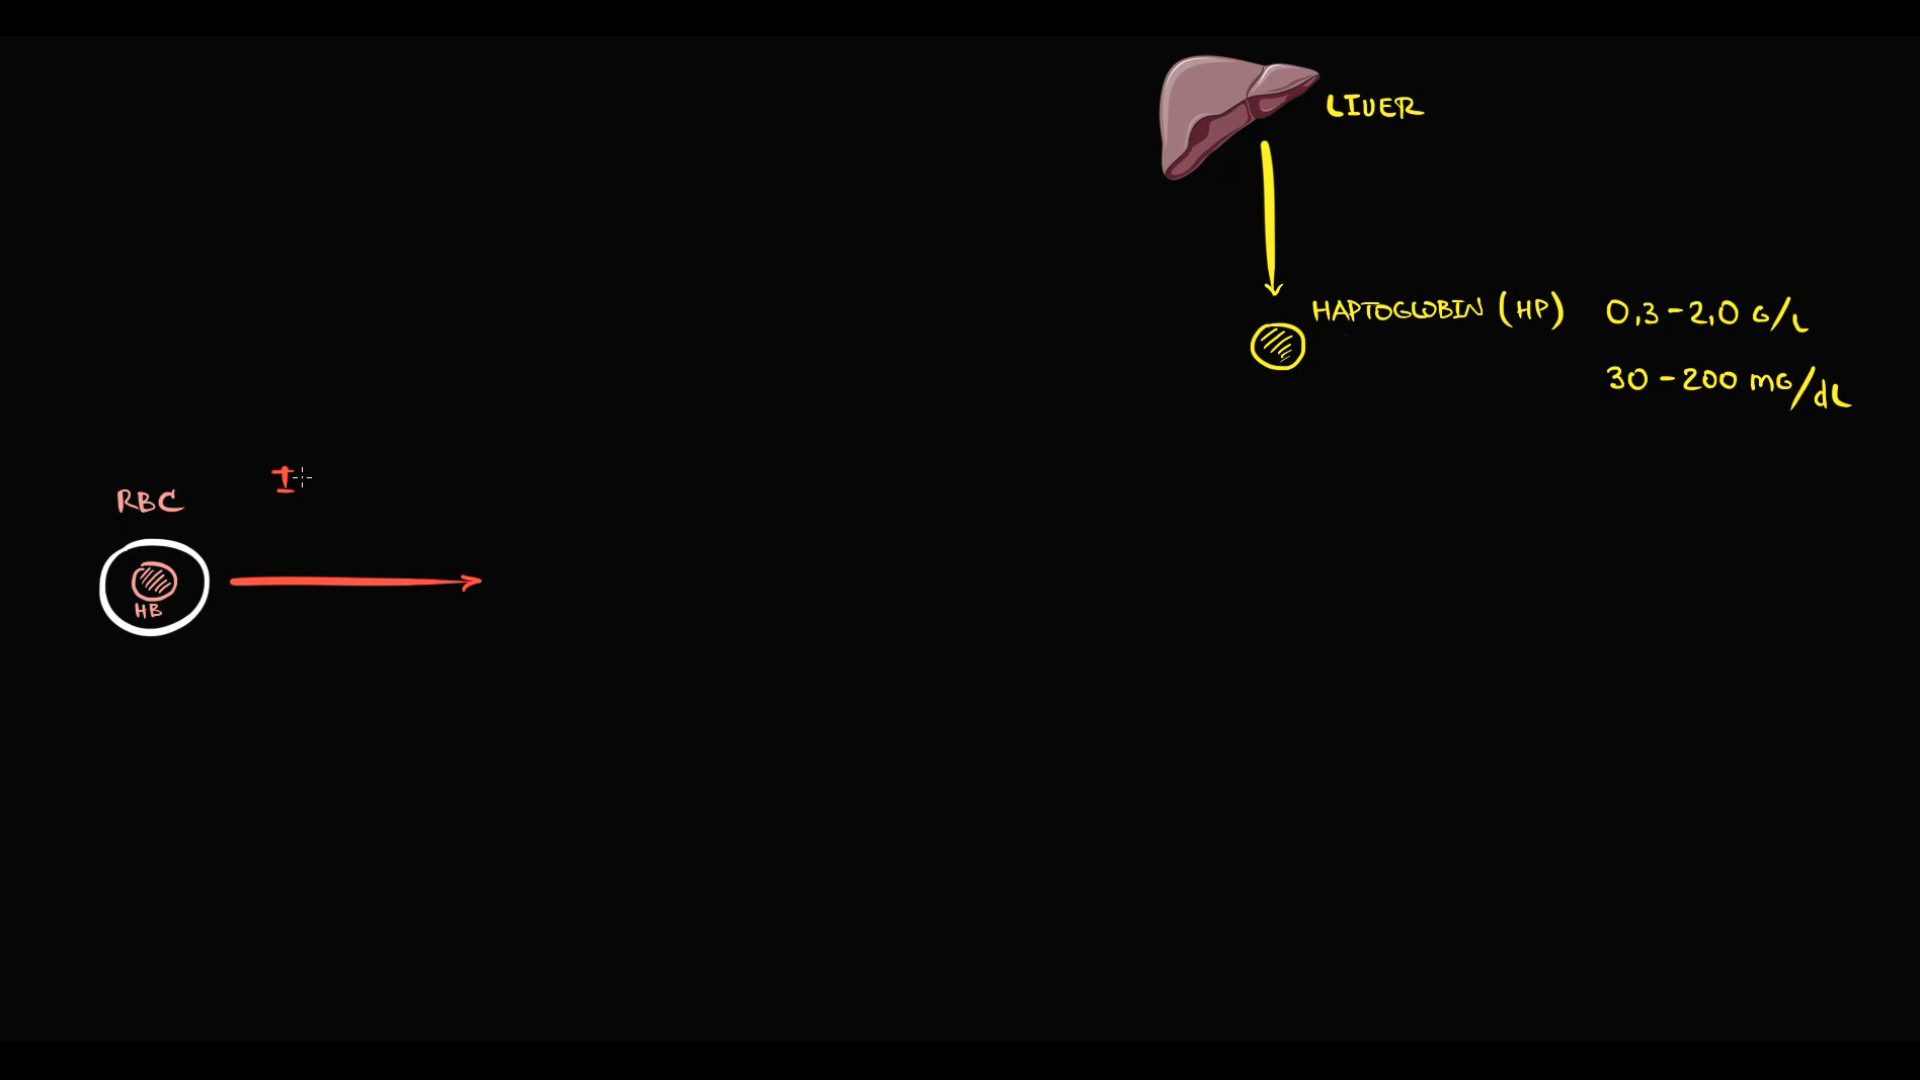 LIVER
HAPTOGLOBIN (HP) 0,3-2,0 G/L
30-200 mG/dL
I
RBC
HB